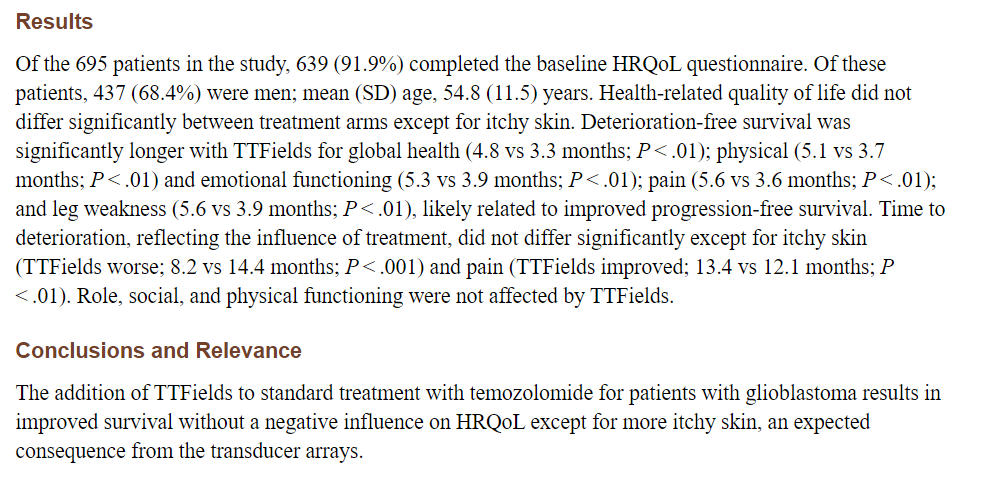 Results
Of the 695 patients in the study, 639 (91.9%) completed the baseline HRQoL questionnaire. Of these
patients, 437 (68.4%) were men; mean (SD) age, 54.8 (11.5) years. Health-related quality of life did not
differ significantly between treatment arms except for itchy skin. Deterioration-free survival was
significantly longer with TTFields for global health (4.8 vs 3.3 months; P < .01); physical (5.1 vs 3.7
months; P < .01) and emotional functioning (5.3 vs 3.9 months; P < .01); pain (5.6 vs 3.6 months; P < .01);
and leg weakness (5.6 vs 3.9 months; P < .01), likely related to improved progression-free survival. Time to
deterioration, reflecting the influence of treatment, did not differ significantly except for itchy skin
(TTFields worse; 8.2 vs 14.4 months; P < .001) and pain (TTFields improved; 13.4 vs 12.1 months; P
< .01). Role, social, and physical functioning were not affected by TTFields.
Conclusions and Relevance
The addition of TTFields to standard treatment with temozolomide for patients with glioblastoma results in
improved survival without a negative influence on HRQoL except for more itchy skin, an expected
consequence from the transducer arrays.